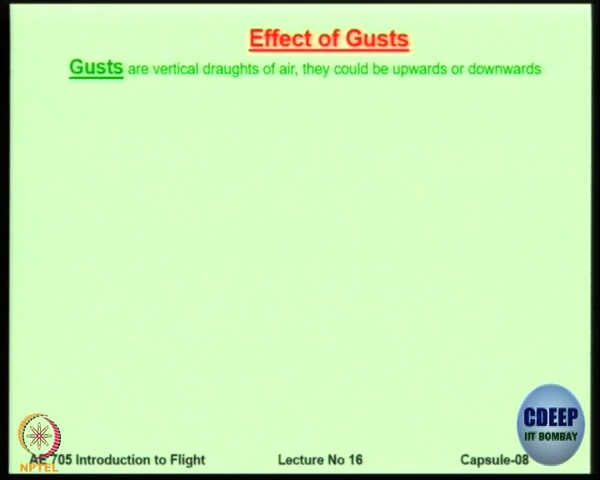 Effect of Gusts
Gusts are vertical draughts of air, they could be upwards or downwards
CDEEP
IIT BOMBAY
NPTEL
AE 705 Introduction to Flight
Lecture No 16
Capsule-08